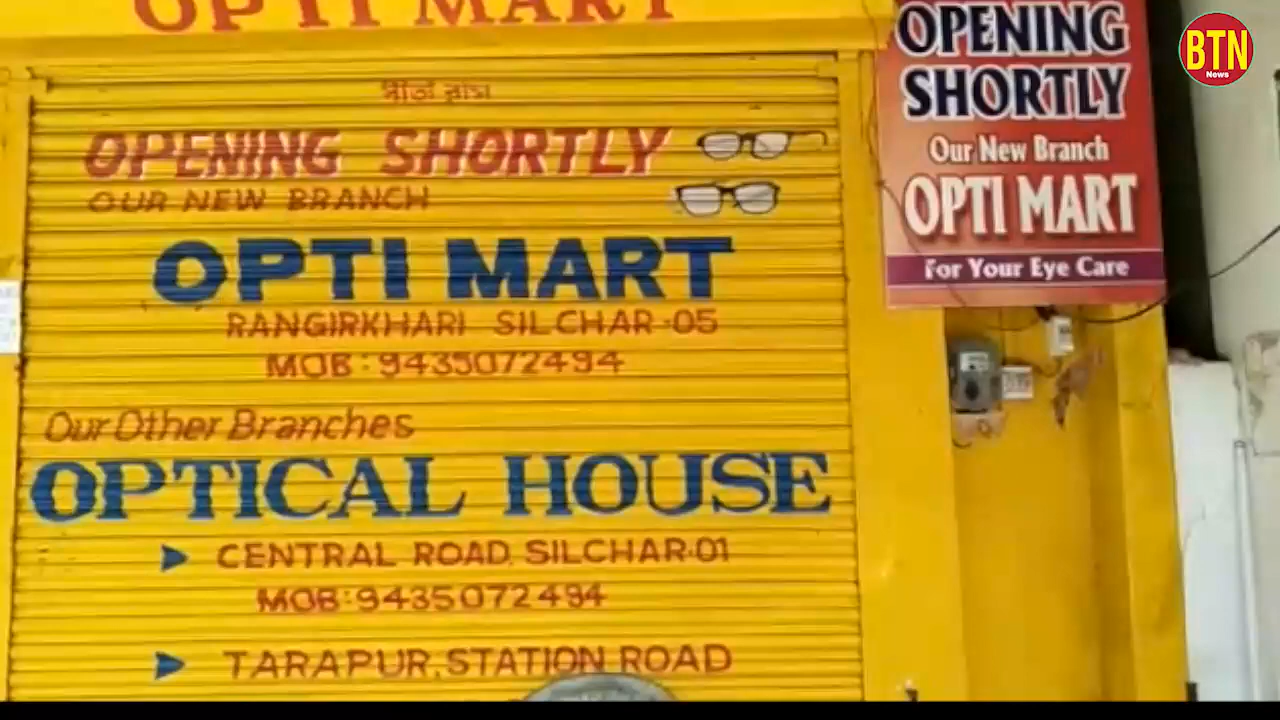 OPTI MART
OPENING SHORTLY
OUR NEW BRANCH
OPTI MART
RANGIRKHARI SILCHAR-05
MOB: 9435072494
Our Other Branches
OPTICAL HOUSE
CENTRAL ROAD, SILCHAR-01
MOB: 9435072494
TARAPUR, STATION ROAD
OPENING
SHORTLY
Our New Branch
OPTI MART
For Your Eye Care
BTN
News